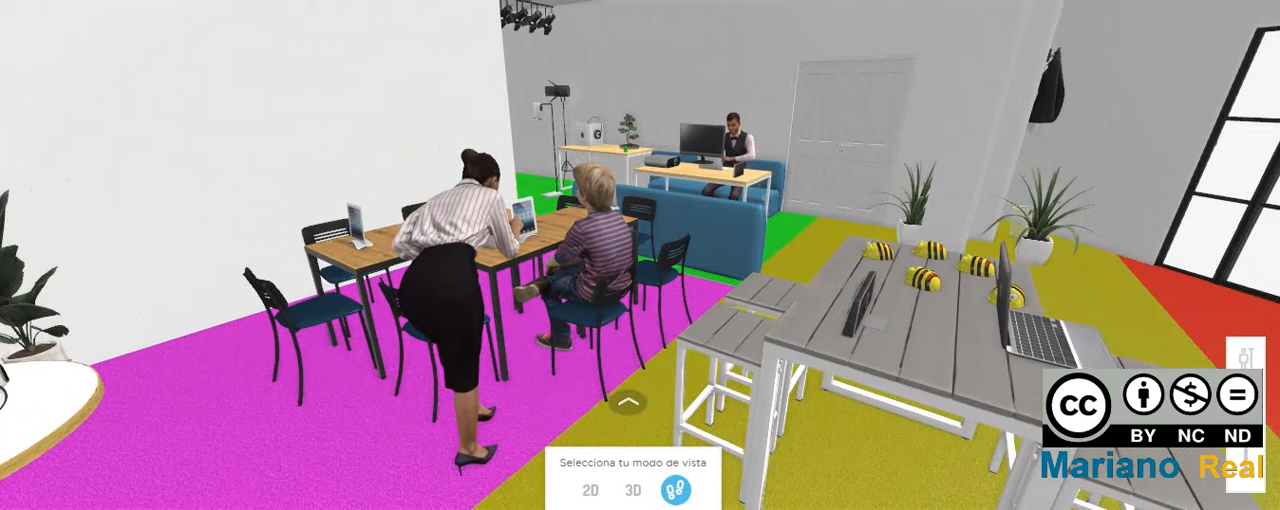 Selecciona tu modo de vista
2D 3D
CC
BY NC ND
Mariano Real